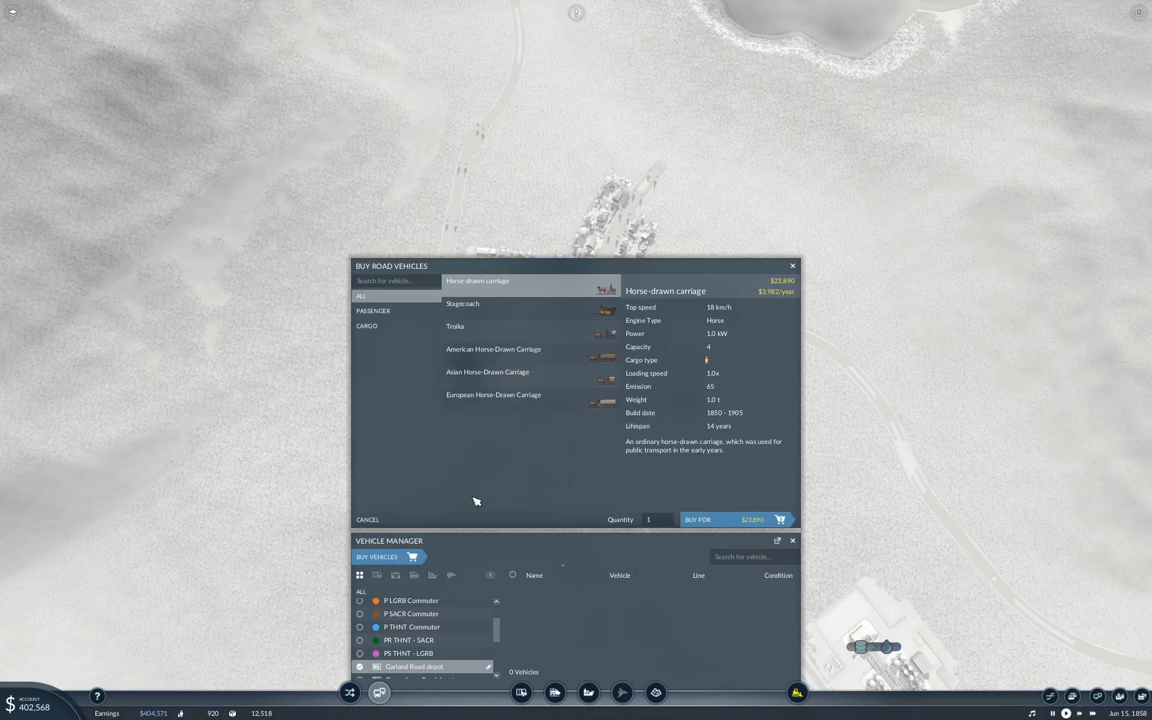 BUY ROAD VEHICLES
Search for vehicle...
ALL
PASSENGER
CARGO
Horse-drawn carriage
Stagecoach
Troika
American Horse-Drawn Carriage
Asian Horse-Drawn Carriage
European Horse-Drawn Carriage
$23,890
Horse-drawn carriage $3,982/year
Top speed 18 km/h
Engine Type Horse
Power 1.0 kW
Capacity 4
Cargo type
Loading speed 1.0x
Emission 65
Weight 1.0 t
Build date 1850 - 1905
Lifespan 14 years
An ordinary horse-drawn carriage, which was used for
public transport in the early years.
CANCEL Quantity 1 BUY FOR $23,890
VEHICLE MANAGER
BUY VEHICLES Search for vehicle...
Name Vehicle Line Condition
ALL
P LGRB Commuter
P SACR Commuter
P THNT Commuter
PR THNT - SACR
PS THNT - LGRB
Garland Road depot
0 Vehicles
$ ACCOUNT
402,568
?
Earnings $404,571 920 12,518 Jun 15, 1858